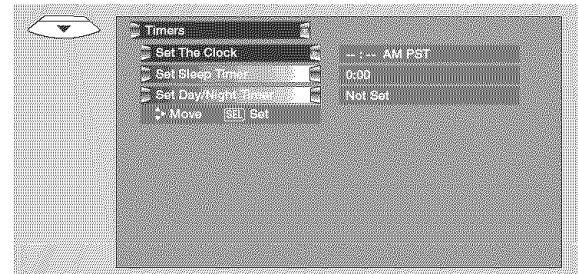 Timers
Set The Clock -- : -- AM PST
Set Sleep Timer 0:00
Set Day/Night Timer Not Set
Move SEL Set